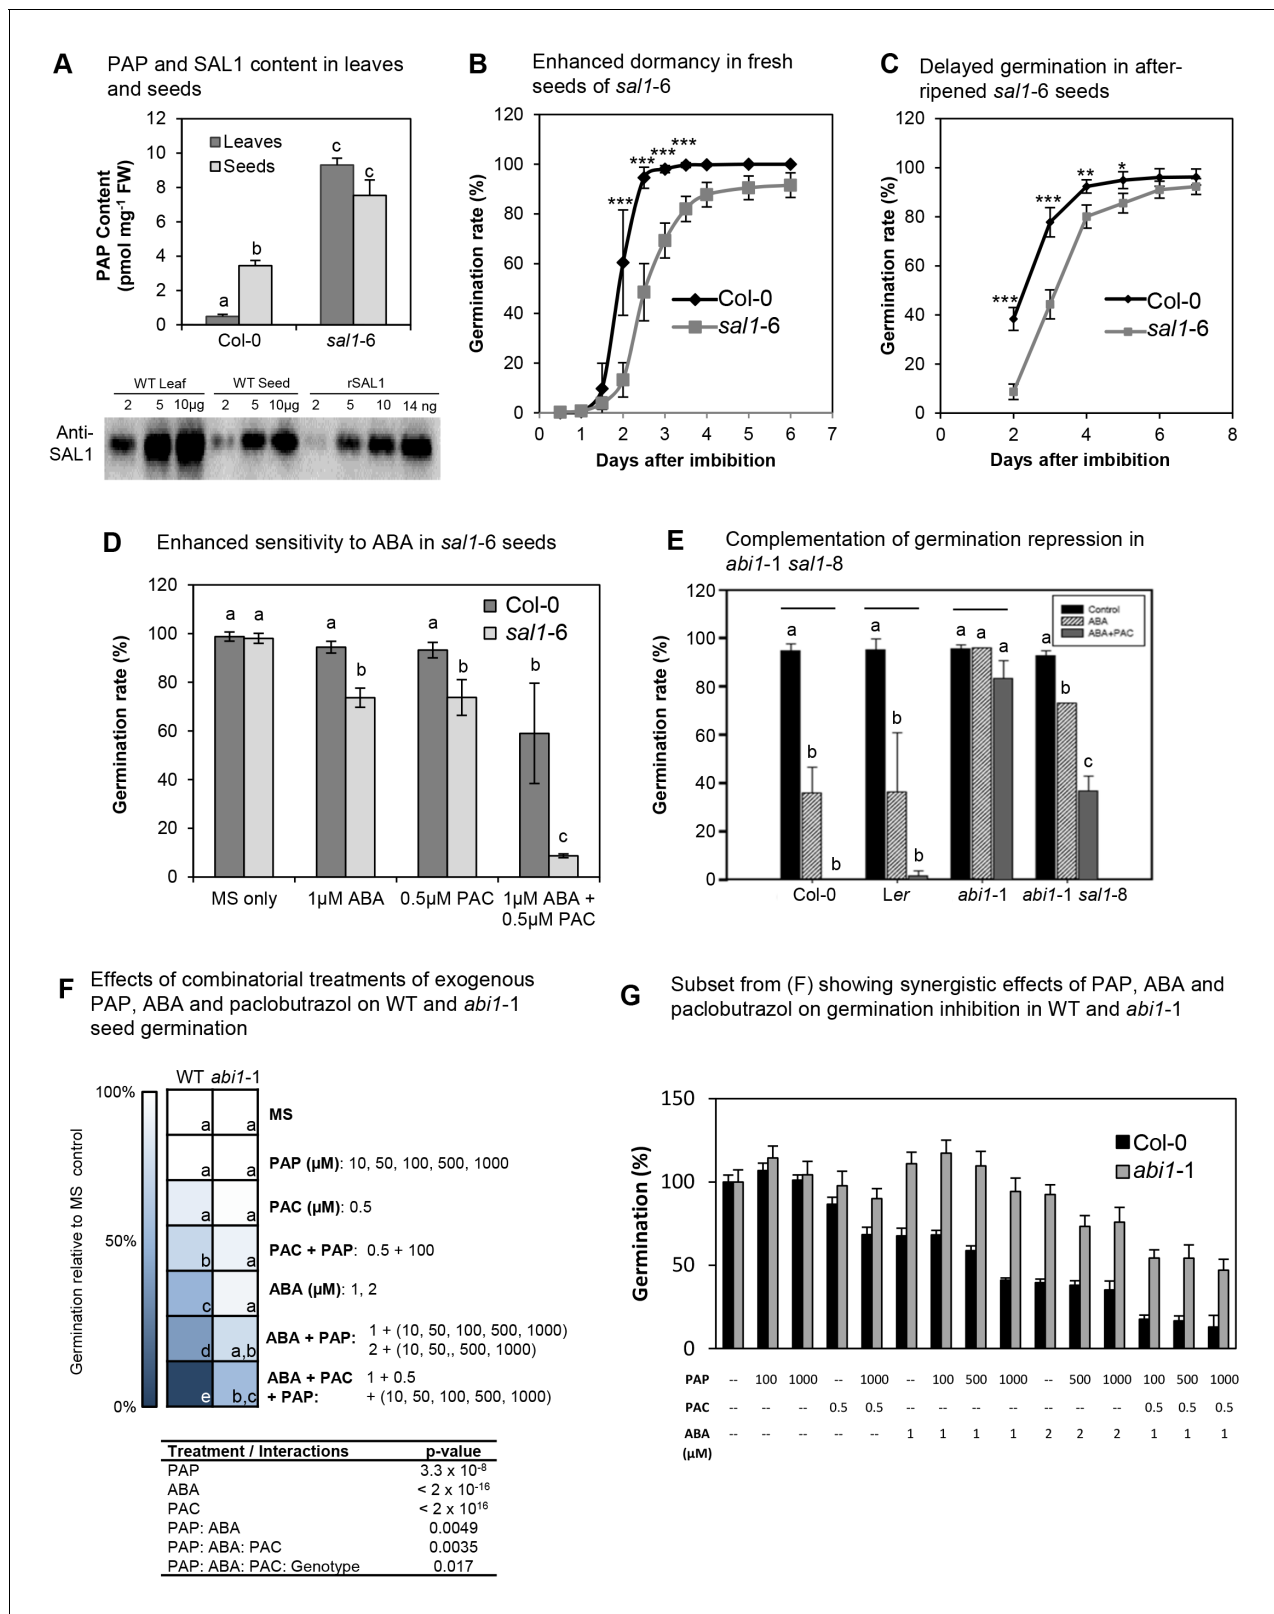 A PAP and SAL1 content in leaves
and seeds
12
10
8
6
4
2
0
PAP Content
(pmol mg-1 FW)
Leaves
Seeds
a
b
c
c
Col-0 sal1-6
WT Leaf WT Seed rSAL1
2 5 10µg 2 5 10µg 2 5 10 14 ng
Anti-
SAL1
B Enhanced dormancy in fresh
seeds of sal1-6
120
100
80
60
40
20
0
Germination rate (%)
*** *** *** ***
Col-0
sal1-6
0 1 2 3 4 5 6 7
Days after imbibition
C Delayed germination in after-
ripened sal1-6 seeds
120
100
80
60
40
20
0
Germination rate (%)
*** *** ** *
Col-0
sal1-6
0 2 4 6 8
Days after imbibition
D Enhanced sensitivity to ABA in sal1-6 seeds
120
100
80
60
40
20
0
Germination rate (%)
Col-0
sal1-6
a a a b a b b c
MS only 1µM ABA 0.5µM PAC 1µM ABA +
0.5µM PAC
E Complementation of germination repression in
abi1-1 sal1-8
120
100
80
60
40
20
0
Germination rate (%)
Control
ABA
ABA+PAC
a b b a b b a a a a b c
Col-0 Ler abi1-1 abi1-1 sal1-8
F Effects of combinatorial treatments of exogenous
PAP, ABA and paclobutrazol on WT and abi1-1
seed germination
WT abi1-1
100%
50%
0%
Germination relative to MS control
a a MS
a a PAP (µM): 10, 50, 100, 500, 1000
a a PAC (µM): 0.5
b a PAC + PAP: 0.5 + 100
c a ABA (µM): 1, 2
d a,b ABA + PAP: 1 + (10, 50, 100, 500, 1000)
2 + (10, 50,, 500, 1000)
e b,c ABA + PAC 1 + 0.5
+ PAP: + (10, 50, 100, 500, 1000)
Treatment / Interactions p-value
PAP 3.3 x 10-8
ABA < 2 x 10-16
PAC < 2 x 1016
PAP: ABA 0.0049
PAP: ABA: PAC 0.0035
PAP: ABA: PAC: Genotype 0.017
G Subset from (F) showing synergistic effects of PAP, ABA and
paclobutrazol on germination inhibition in WT and abi1-1
150
100
50
0
Germination (%)
Col-0
abi1-1
PAP -- 100 1000 -- 1000 -- 100 500 1000 -- 500 1000 100 500 1000
PAC -- -- -- 0.5 0.5 -- -- -- -- -- -- -- 0.5 0.5 0.5
ABA -- -- -- -- -- 1 1 1 1 2 2 2 1 1 1
(µM)